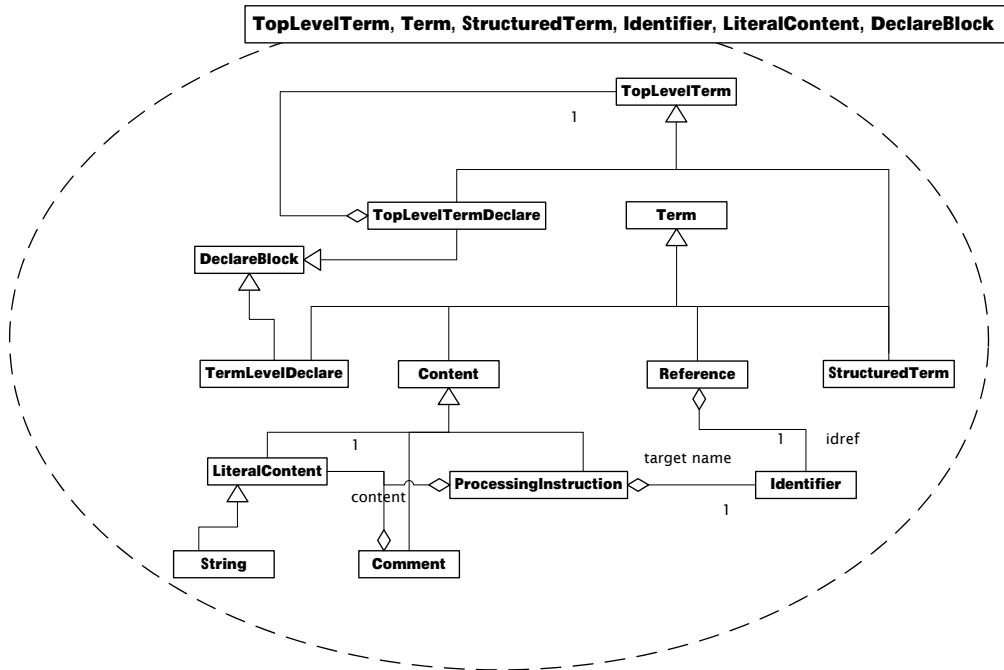 TopLevelTerm, Term, StructuredTerm, Identifier, LiteralContent, DeclareBlock
TopLevelTerm
1
TopLevelTermDeclare
Term
DeclareBlock
TermLevelDeclare
Content
Reference
StructuredTerm
1
1
idref
target name
LiteralContent
content
ProcessingInstruction
Identifier
1
String
Comment